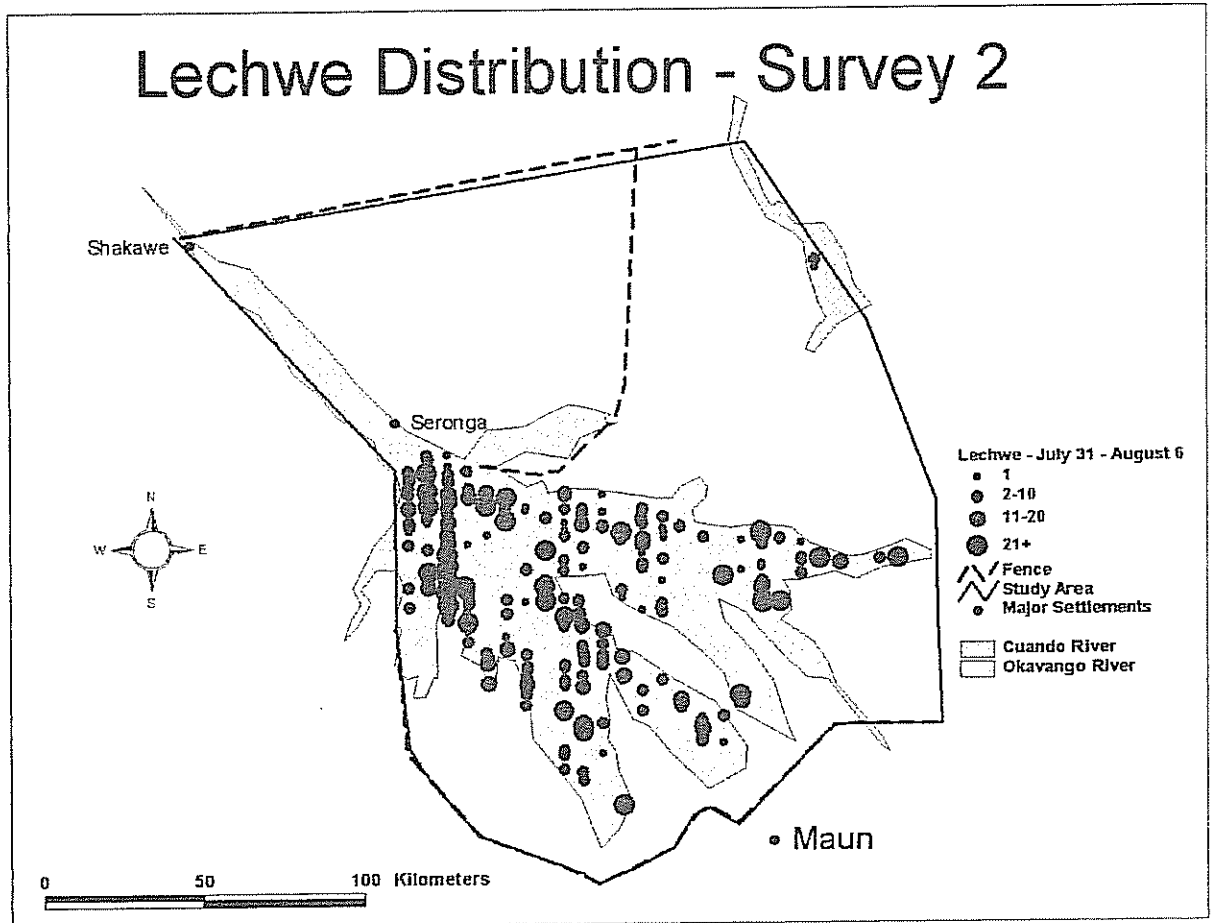 Lechwe Distribution - Survey 2
Shakawe
Seronga
N
W E
S
Lechwe - July 31 - August 6
1
2-10
11-20
21+
Fence
Study Area
Major Settlements
Cuando River
Okavango River
Maun
0 50 100 Kilometers